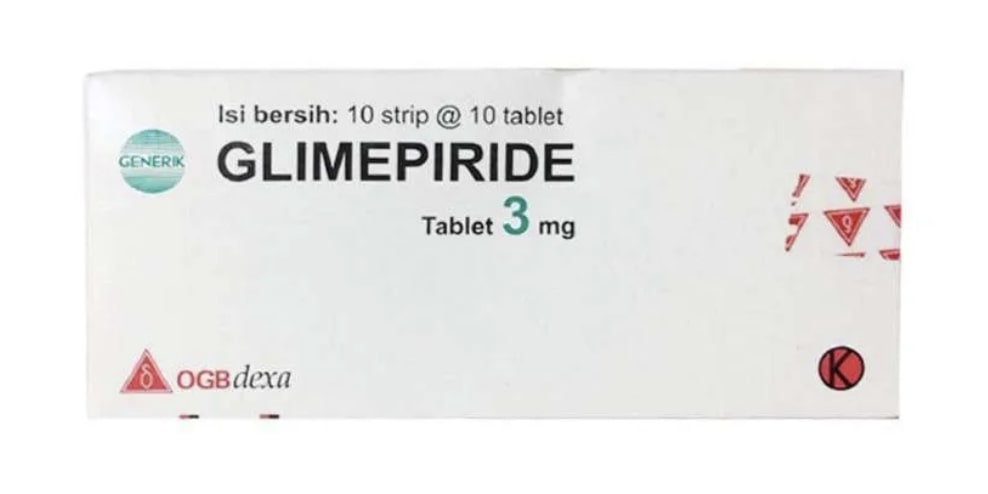 Isi bersih: 10 strip @ 10 tablet
GENERIK
GLIMEPIRIDE
Tablet 3 mg
δ OGBdexa
K